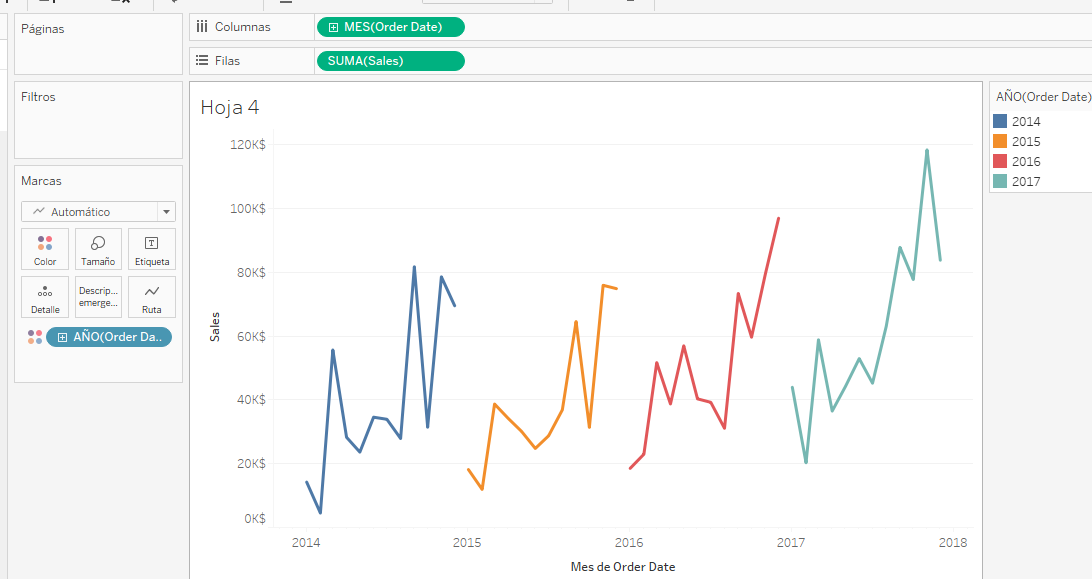 Páginas
Columnas
MES(Order Date)
Filas
SUMA(Sales)
Filtros
Marcas
Automático
Color
Tamaño
Etiqueta
Detalle
Descrip...
emerge...
Ruta
AÑO(Order Da..
Hoja 4
120K$
100K$
80K$
60K$
40K$
20K$
0K$
Sales
2014
2015
2016
2017
2018
Mes de Order Date
AÑO(Order Date)
2014
2015
2016
2017